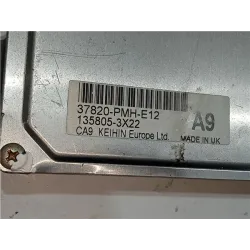 37820-PMH-E12
135805-3X22
A9
CA9 KEIHIN Europe Ltd. MADE IN UK